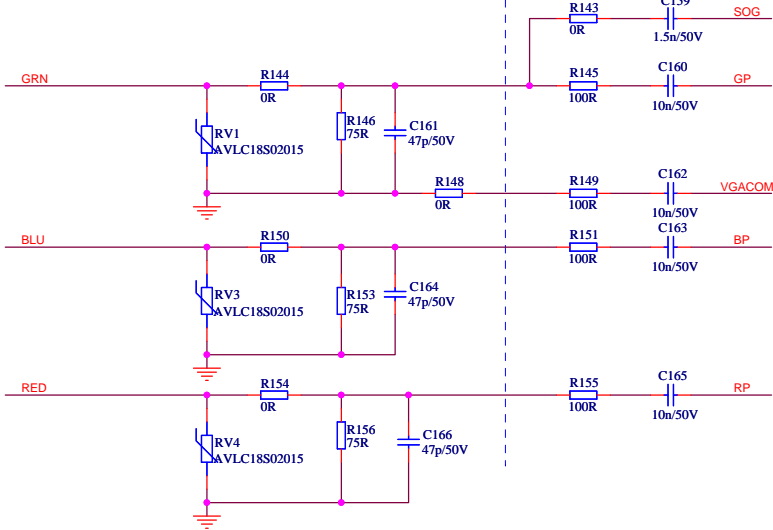 R143
0R
C159
1.5n/50V
SOG
GRN
R144
0R
R145
100R
C160
10n/50V
GP
RV1
AVLC18S02015
R146
75R
C161
47p/50V
R148
0R
R149
100R
C162
10n/50V
VGACOM
BLU
R150
0R
R151
100R
C163
10n/50V
BP
RV3
AVLC18S02015
R153
75R
C164
47p/50V
RED
R154
0R
R155
100R
C165
10n/50V
RP
RV4
AVLC18S02015
R156
75R
C166
47p/50V